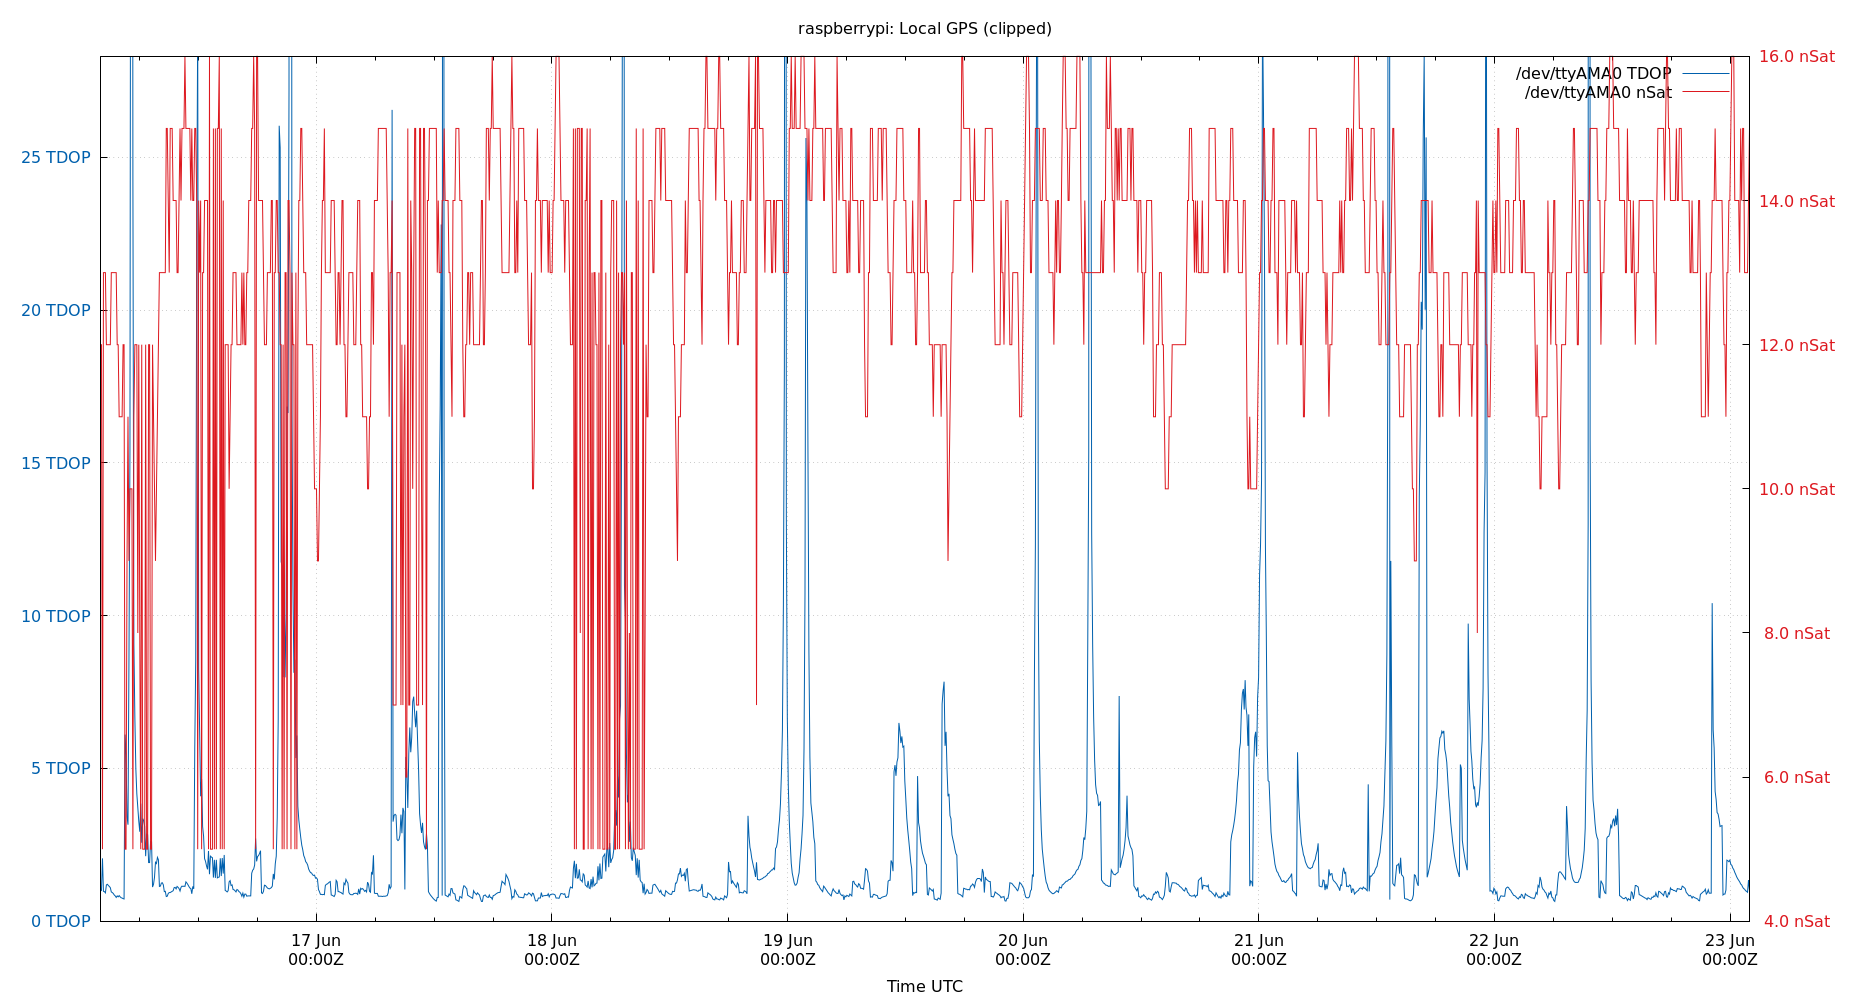 raspberrypi: Local GPS (clipped)
16.0 nSat
/dev/ttyAMA0 TDOP
/dev/ttyAMA0 nSat
25 TDOP
14.0 nSat
20 TDOP
12.0 nSat
15 TDOP
10.0 nSat
10 TDOP
8.0 nSat
5 TDOP
6.0 nSat
0 TDOP
4.0 nSat
17 Jun 18 Jun 19 Jun 20 Jun 21 Jun 22 Jun 23 Jun
00:00Z 00:00Z 00:00Z 00:00Z 00:00Z 00:00Z 00:00Z
Time UTC